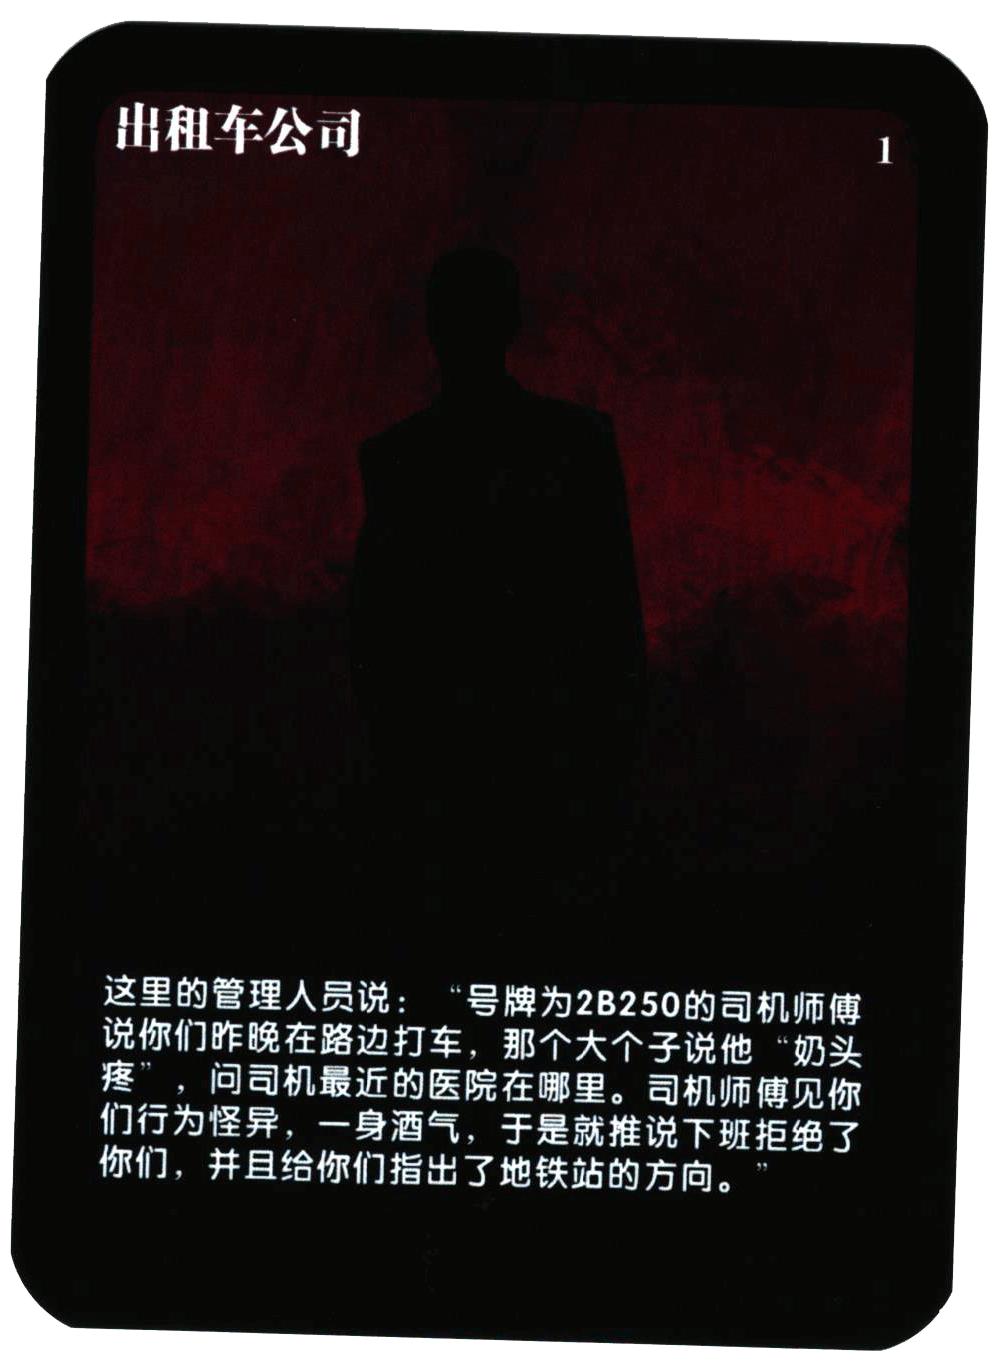 出租车公司
1
这里的管理人员说：“号牌为2B250的司机师傅
说你们昨晚在路边打车，那个大个子说他“奶头
疼”，问司机最近的医院在哪里。司机师傅见你
们行为怪异，一身酒气，于是就推说下班拒绝了
你们，并且给你们指出了地铁站的方向。”